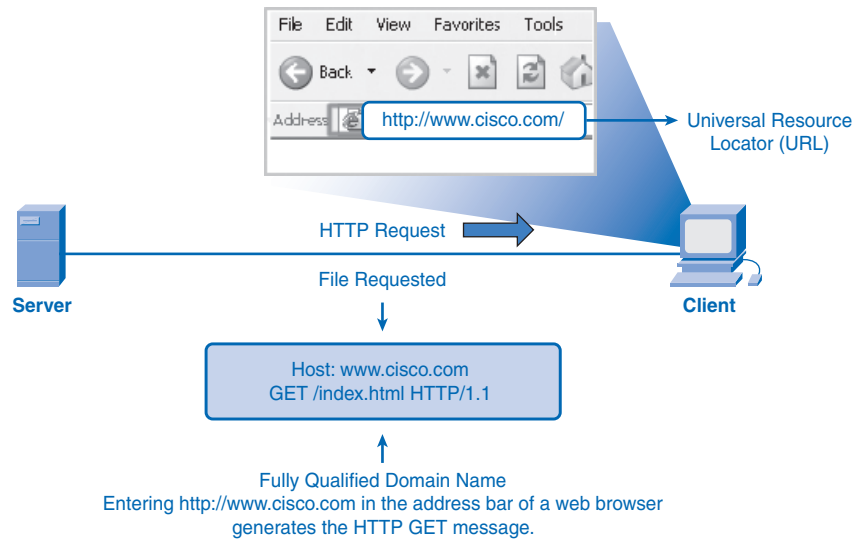 File Edit View Favorites Tools
Back
Address http://www.cisco.com/
Universal Resource
Locator (URL)
HTTP Request
File Requested
Server
Client
Host: www.cisco.com
GET /index.html HTTP/1.1
Fully Qualified Domain Name
Entering http://www.cisco.com in the address bar of a web browser
generates the HTTP GET message.